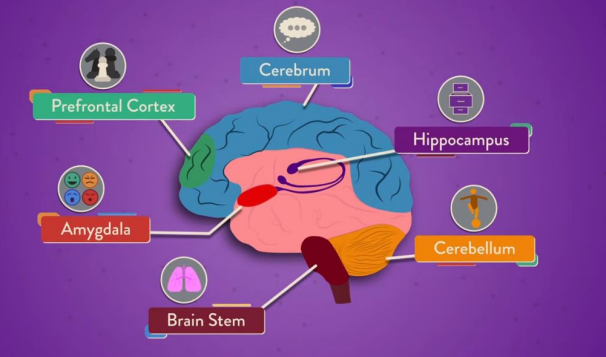 Cerebrum
Prefrontal Cortex
Hippocampus
Amygdala
Cerebellum
Brain Stem